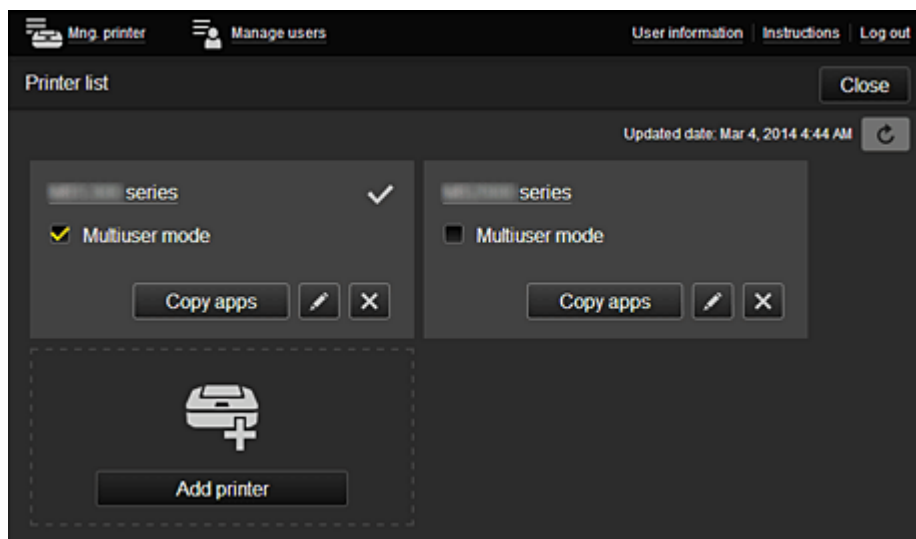 Mng. printer Manage users User information Instructions Log out
Printer list Close
Updated date: Mar 4, 2014 4:44 AM
series
Multiuser mode
Copy apps
series
Multiuser mode
Copy apps
Add printer